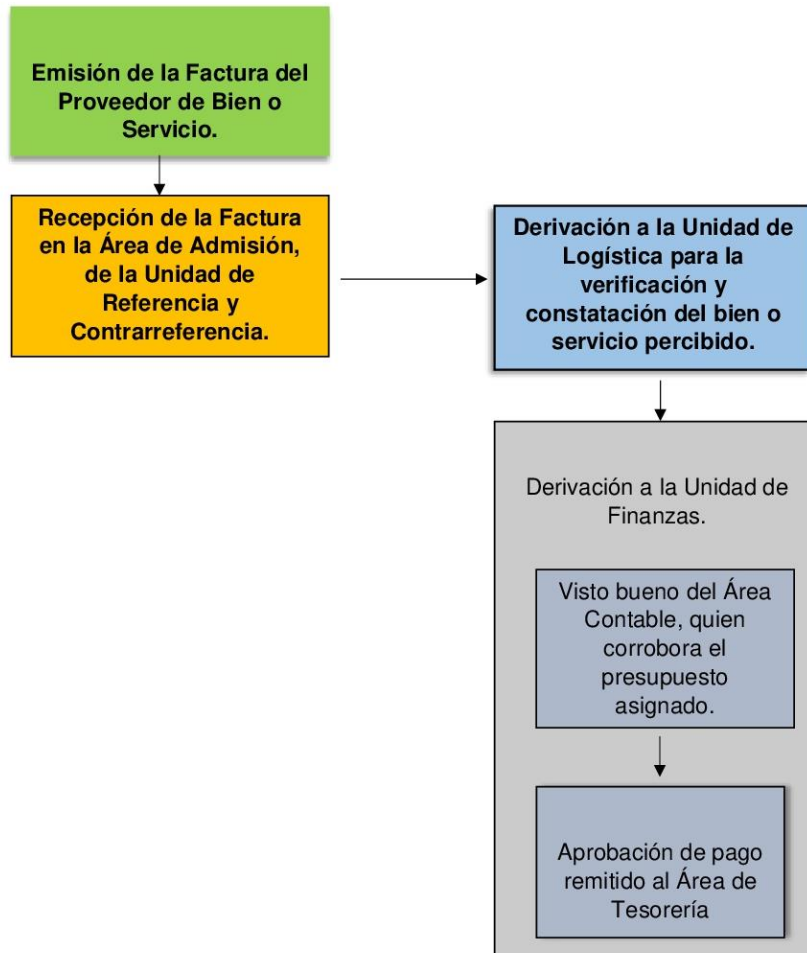 Emisión de la Factura del
Proveedor de Bien o
Servicio.
Recepción de la Factura
en la Área de Admisión,
de la Unidad de
Referencia y
Contrarreferencia.
Derivación a la Unidad de
Logística para la
verificación y
constatación del bien o
servicio percibido.
Derivación a la Unidad de
Finanzas.
Visto bueno del Área
Contable, quien
corrobora el
presupuesto
asignado.
Aprobación de pago
remitido al Área de
Tesorería